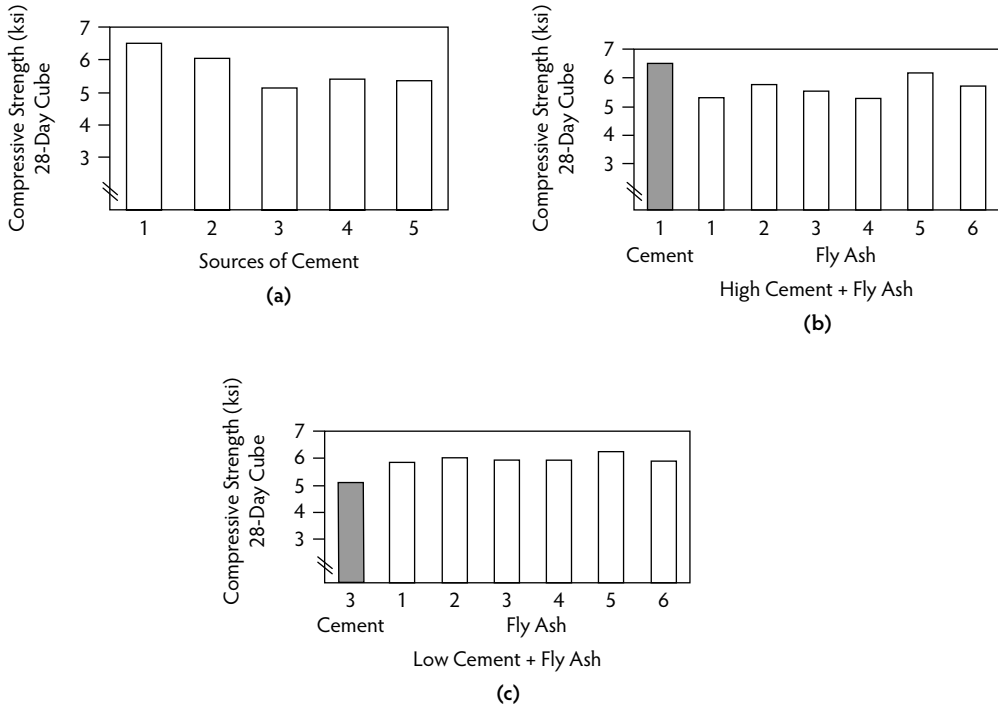 Compressive Strength (ksi)
28-Day Cube
7
6
5
4
3
1 2 3 4 5
Sources of Cement
(a)
Compressive Strength (ksi)
28-Day Cube
7
6
5
4
3
1 1 2 3 4 5 6
Cement Fly Ash
High Cement + Fly Ash
(b)
Compressive Strength (ksi)
28-Day Cube
7
6
5
4
3
3 1 2 3 4 5 6
Cement Fly Ash
Low Cement + Fly Ash
(c)